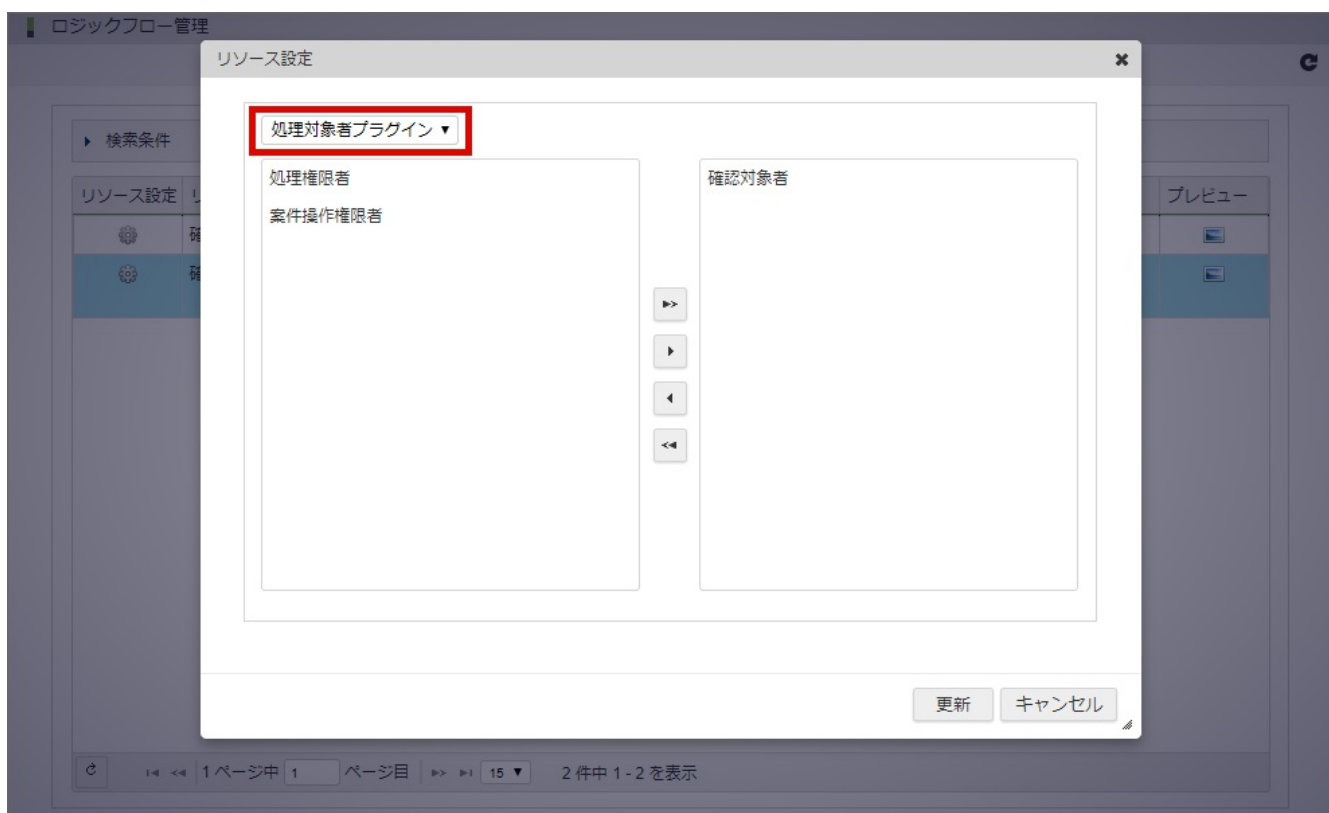 ロジックフロー管理
リソース設定
処理対象者プラグイン
検索条件
処理権限者
確認対象者
リソース設定
プレビュー
案件操作権限者
確
確
更新
キャンセル
1 ページ中 1 ページ目 15 2 件中 1 - 2 を表示